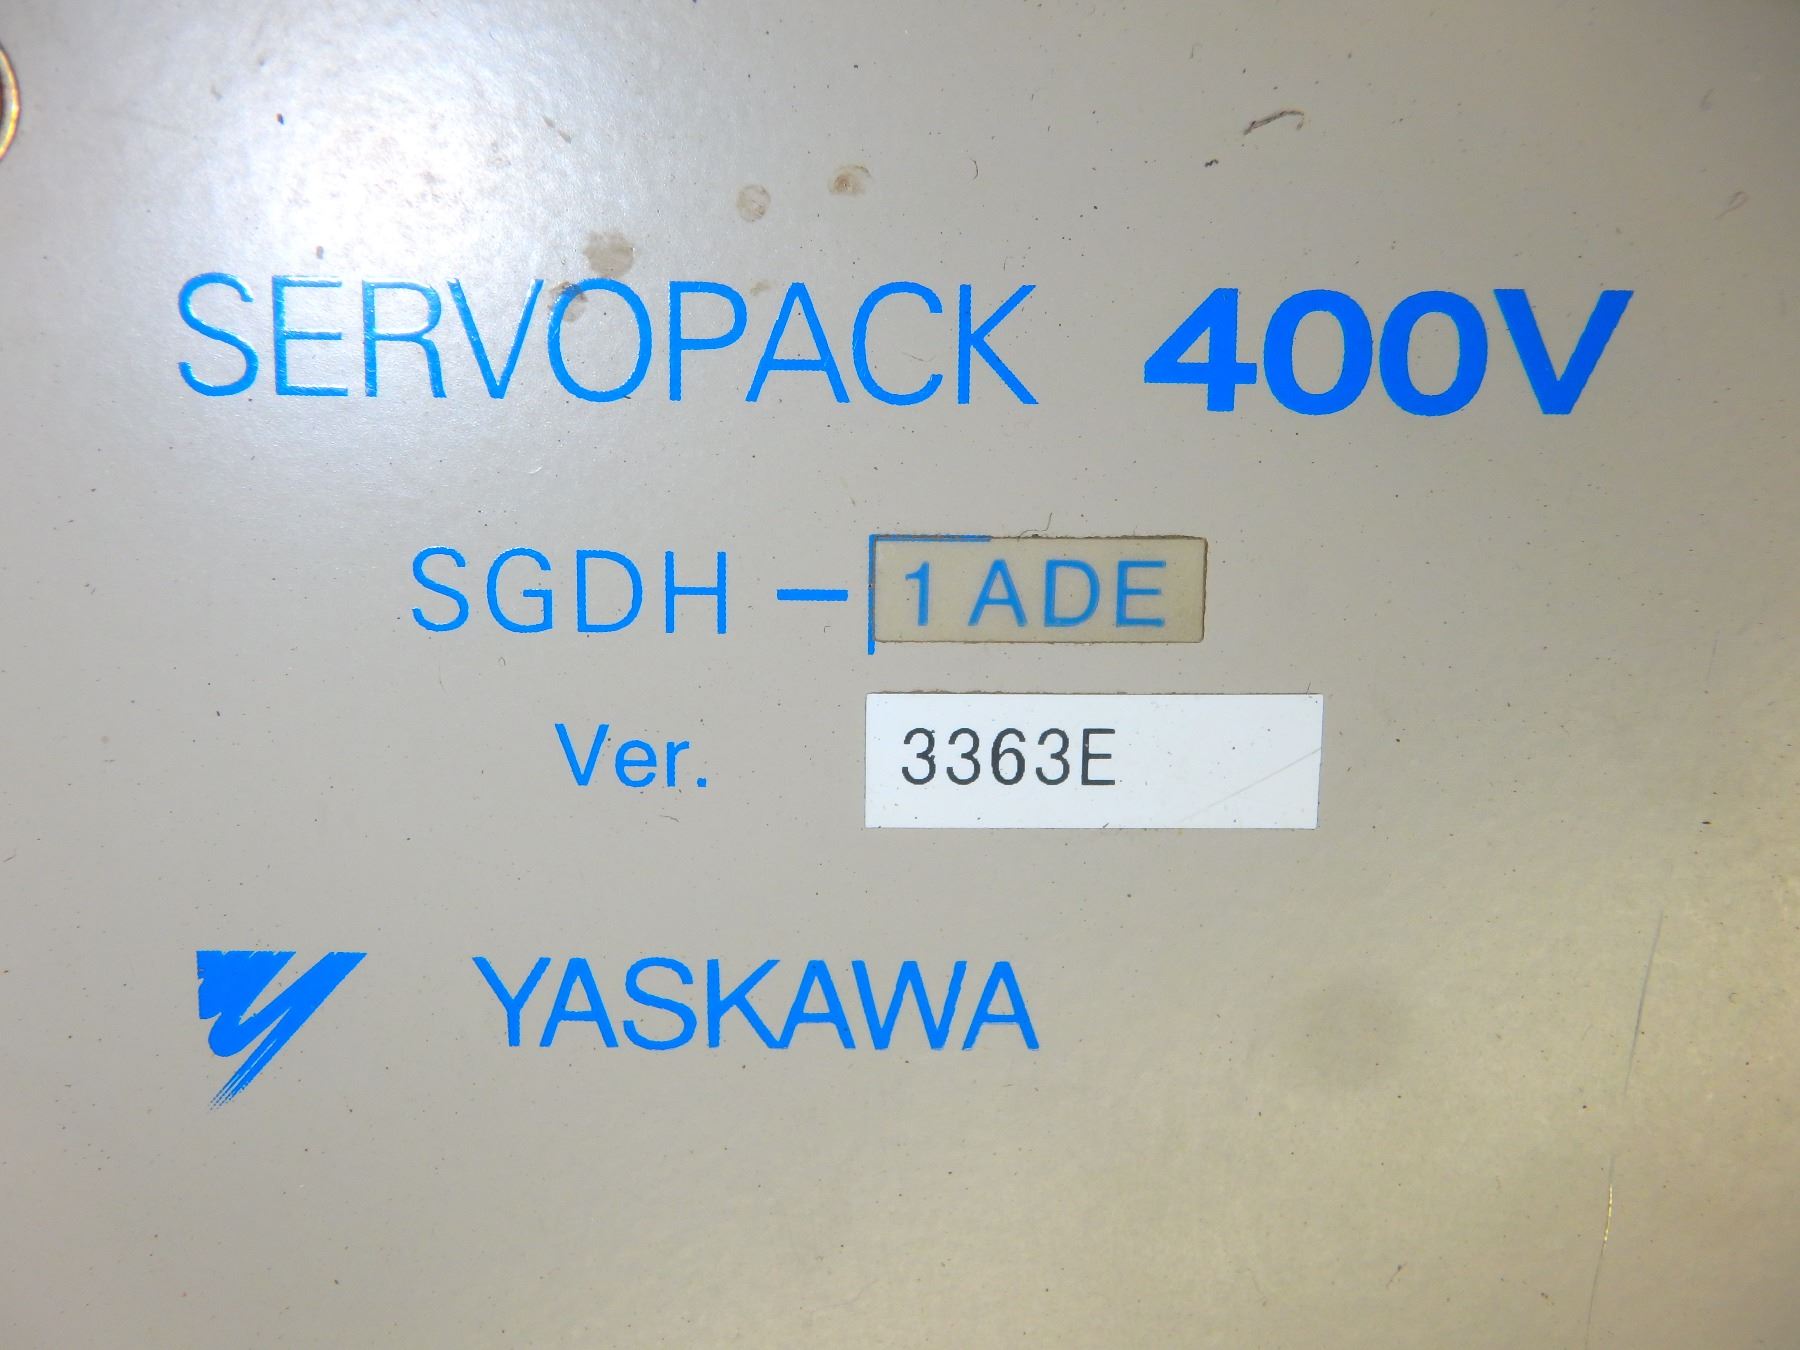 SERVOPACK 400V
SGDH - 1ADE
Ver. 3363E
YASKAWA